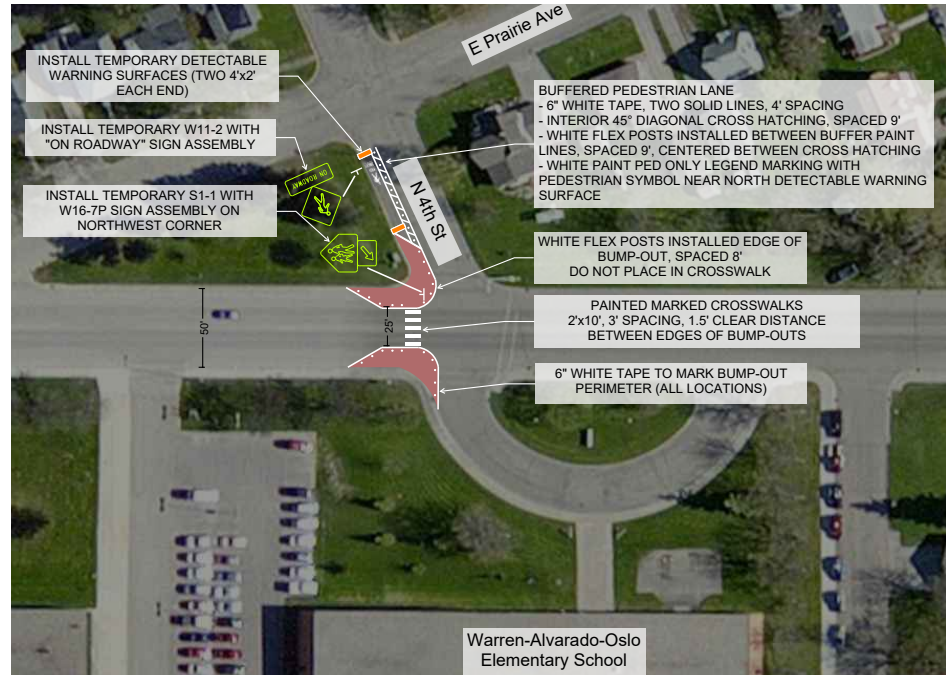 E Prairie Ave
INSTALL TEMPORARY DETECTABLE
WARNING SURFACES (TWO 4'x2'
EACH END)
INSTALL TEMPORARY W11-2 WITH
"ON ROADWAY" SIGN ASSEMBLY
INSTALL TEMPORARY S1-1 WITH
W16-7P SIGN ASSEMBLY ON
NORTHWEST CORNER
ON ROADWAY
N 4th St
BUFFERED PEDESTRIAN LANE
- 6" WHITE TAPE, TWO SOLID LINES, 4' SPACING
- INTERIOR 45° DIAGONAL CROSS HATCHING, SPACED 9'
- WHITE FLEX POSTS INSTALLED BETWEEN BUFFER PAINT
LINES, SPACED 9', CENTERED BETWEEN CROSS HATCHING
- WHITE PAINT PED ONLY LEGEND MARKING WITH
PEDESTRIAN SYMBOL NEAR NORTH DETECTABLE WARNING
SURFACE
WHITE FLEX POSTS INSTALLED EDGE OF
BUMP-OUT, SPACED 8'
DO NOT PLACE IN CROSSWALK
50'
25'
PAINTED MARKED CROSSWALKS
2'x10', 3' SPACING, 1.5' CLEAR DISTANCE
BETWEEN EDGES OF BUMP-OUTS
6" WHITE TAPE TO MARK BUMP-OUT
PERIMETER (ALL LOCATIONS)
Warren-Alvarado-Oslo
Elementary School